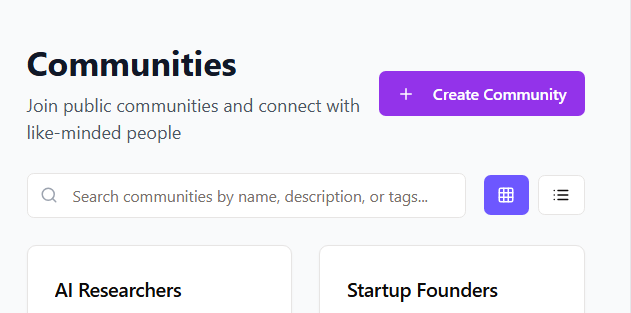 Communities
Join public communities and connect with
like-minded people
Create Community
Search communities by name, description, or tags...
AI Researchers
Startup Founders